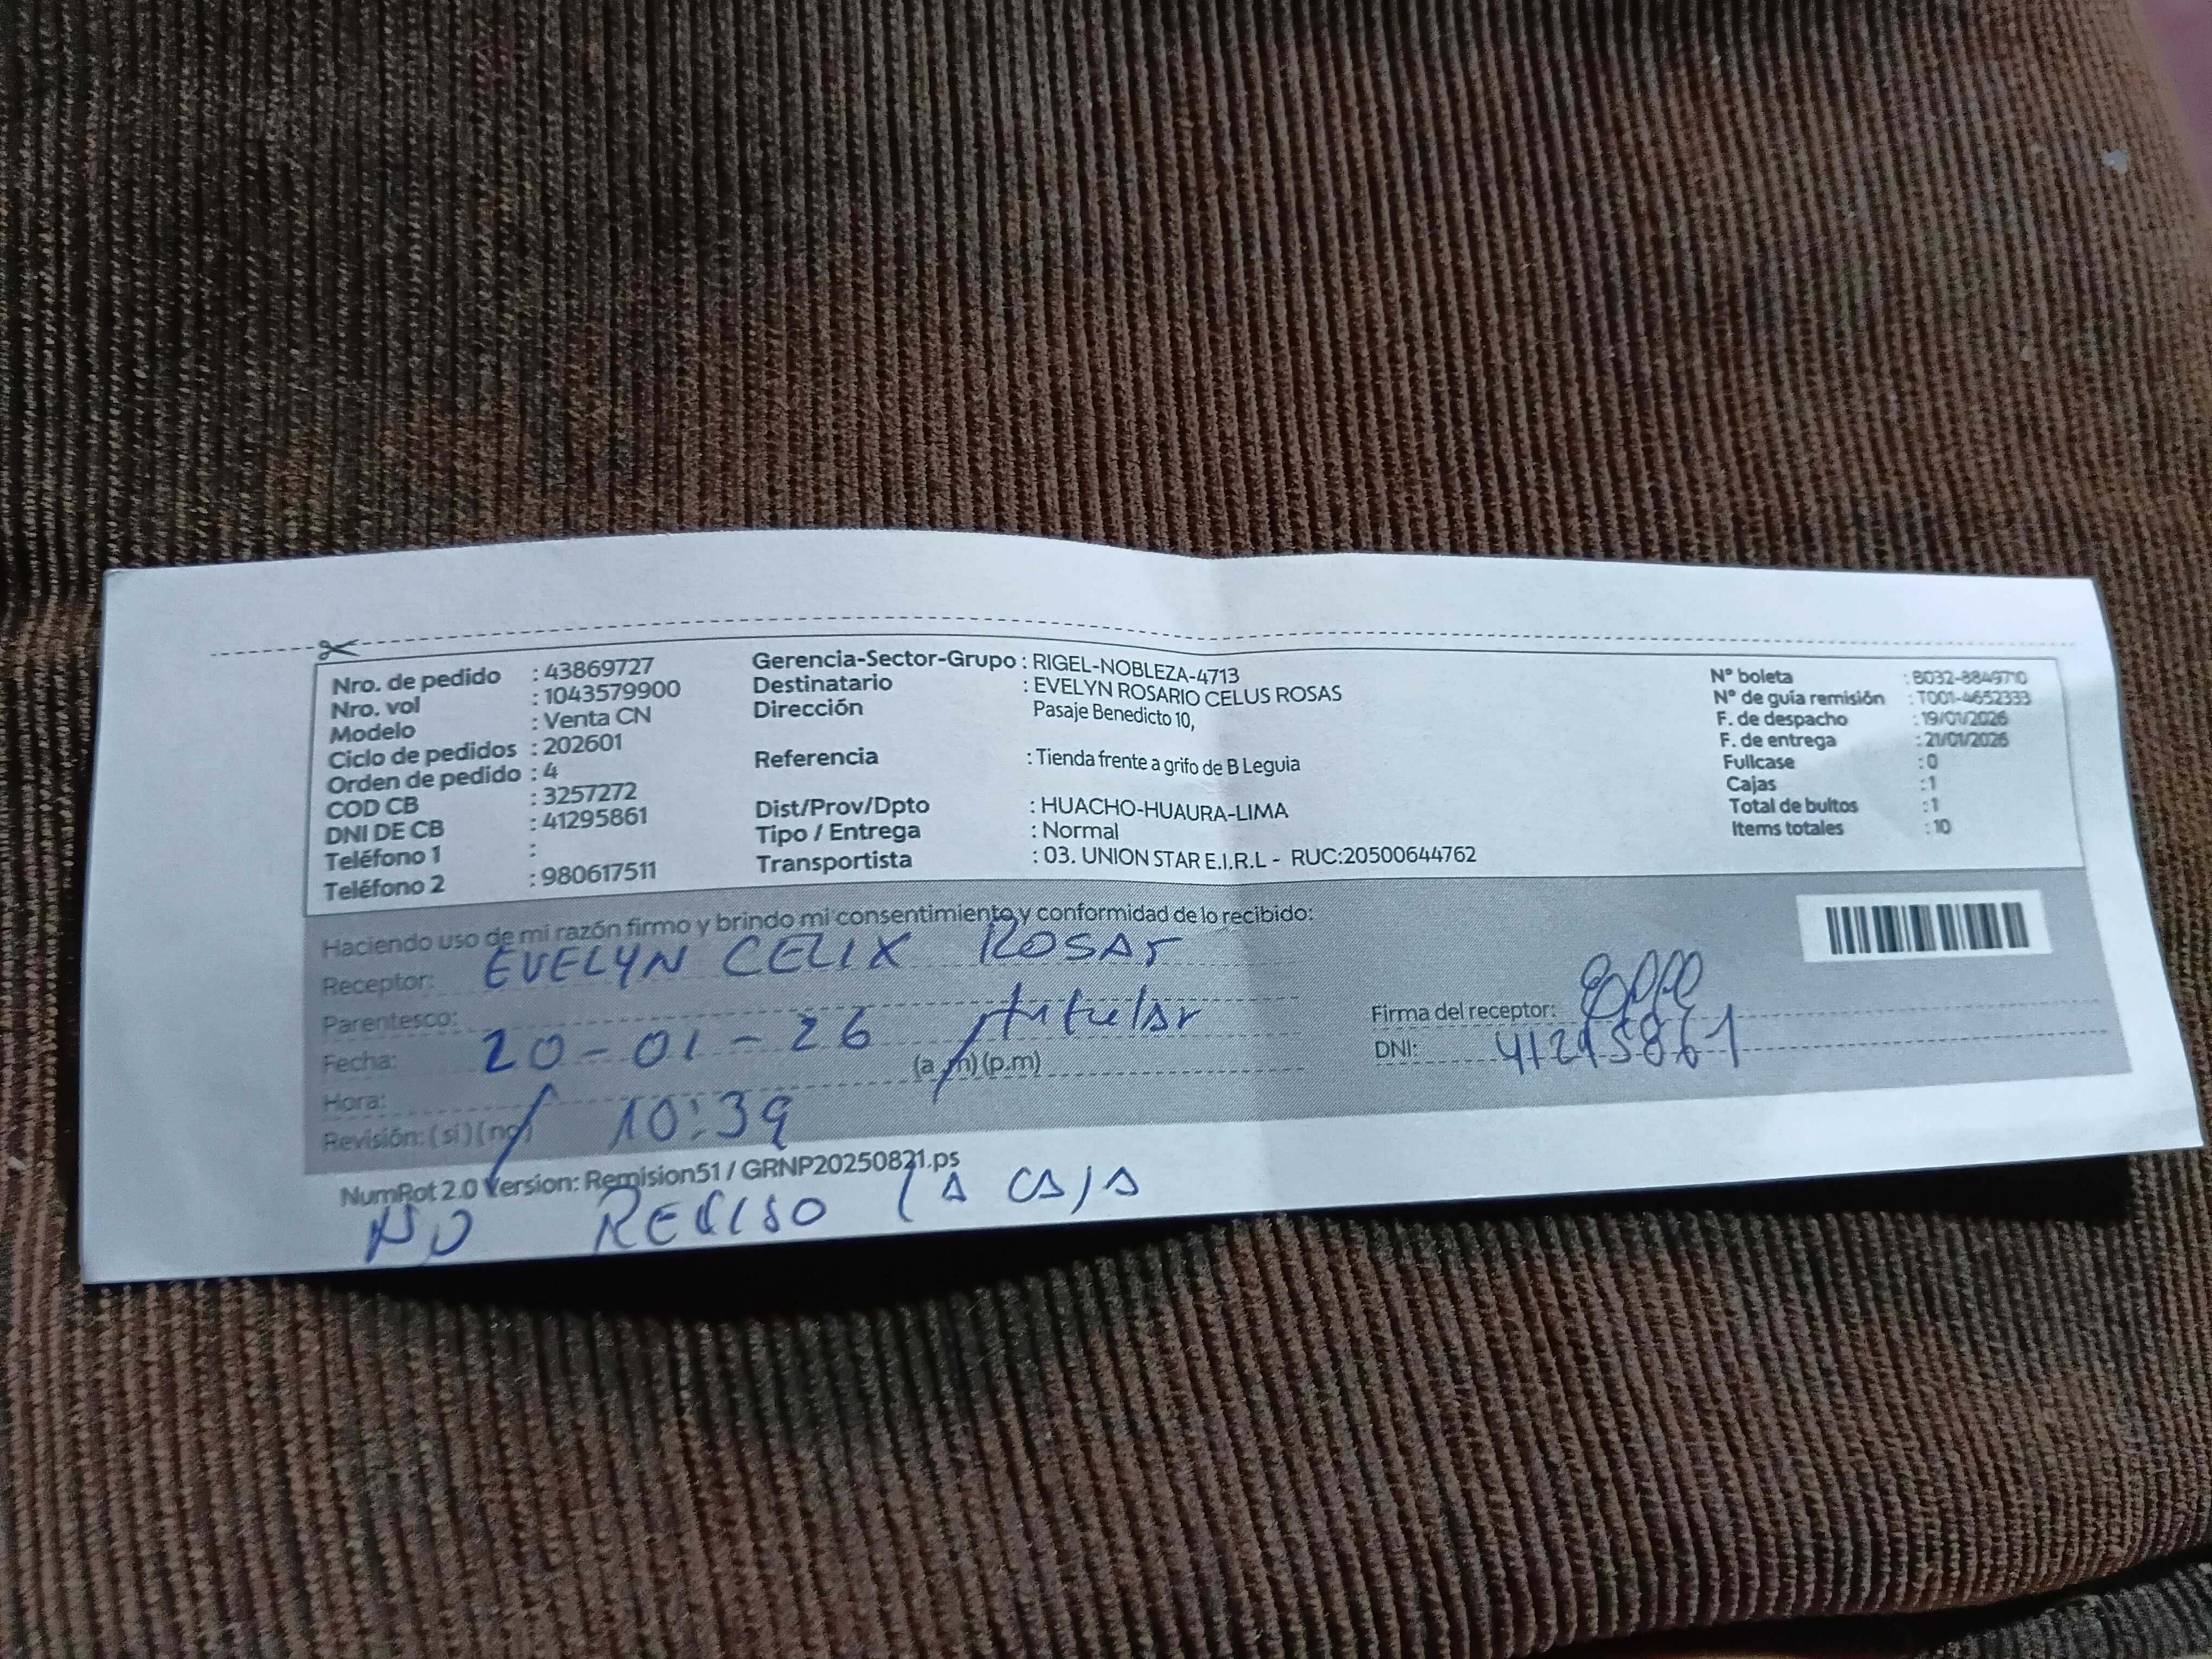 Nro. de pedido : 43869727
Nro. vol : 1043579900
Modelo : Venta CN
Ciclo de pedidos : 202601
Orden de pedido : 4
COD CB : 3257272
DNI DE CB : 41295861
Teléfono 1 :
Teléfono 2 : 980617511
Gerencia-Sector-Grupo : RIGEL-NOBLEZA-4713
Destinatario : EVELYN ROSARIO CELUS ROSAS
Dirección Pasaje Benedicto 10,
Referencia : Tienda frente a grifo de B Leguia
Dist/Prov/Dpto : HUACHO-HUAURA-LIMA
Tipo / Entrega : Normal
Transportista : 03. UNION STAR E.I.R.L - RUC:20500644762
N° boleta : B032-8849710
N° de guía remisión : T001-4652333
F. de despacho : 19/01/2026
F. de entrega : 21/01/2026
Fullcase : 0
Cajas : 1
Total de bultos : 1
Items totales : 10
Haciendo uso de mi razón firmo y brindo mi consentimiento y conformidad de lo recibido:
Receptor: EVELYN CELIX ROSAS
Parentesco: titular
Fecha: 20-01-26
Hora: 10:39 (a.m)(p.m)
Revisión: (si) (no)
Firma del receptor:
DNI: 41295861
NumRot 2.0 Version: Remision51 / GRNP20250821.ps
NO REVISO LA CAJA